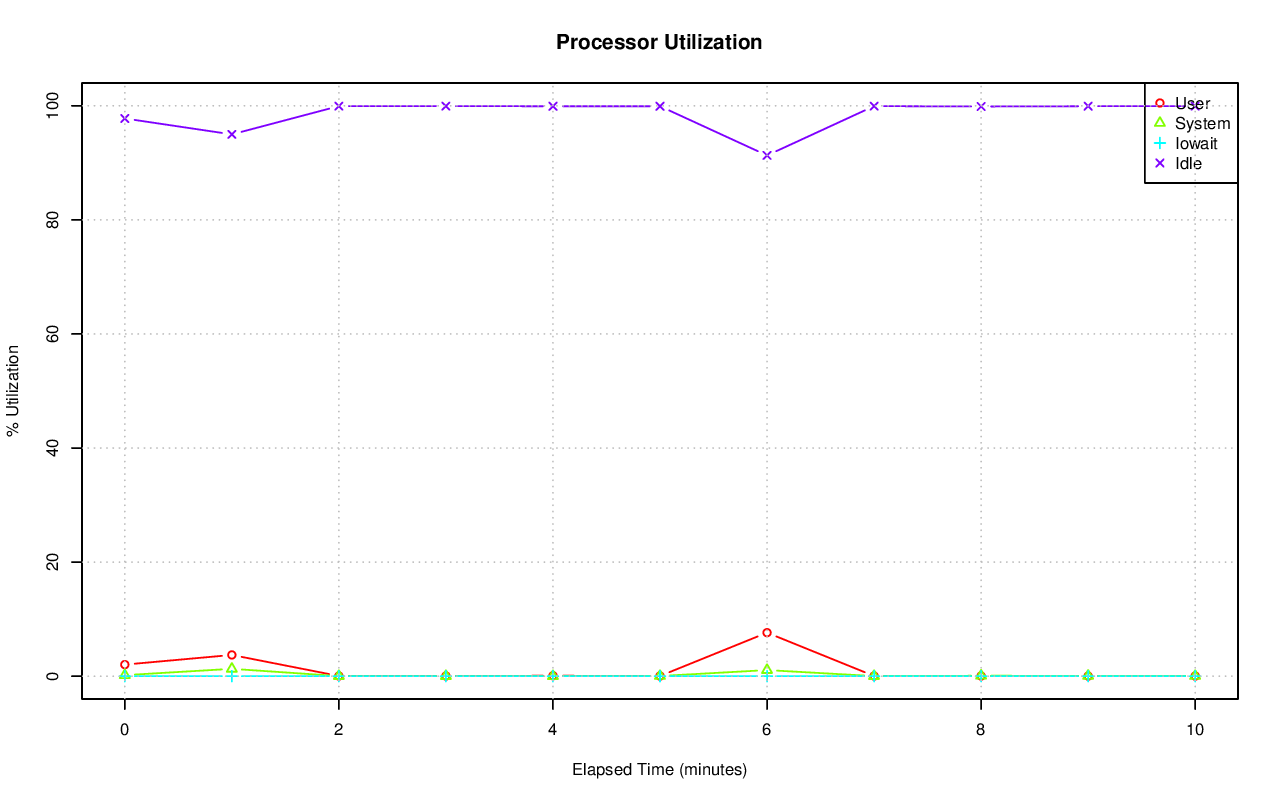 Processor Utilization
100
80
60
40
20
0
% Utilization
User
System
Iowait
Idle
0 2 4 6 8 10
Elapsed Time (minutes)